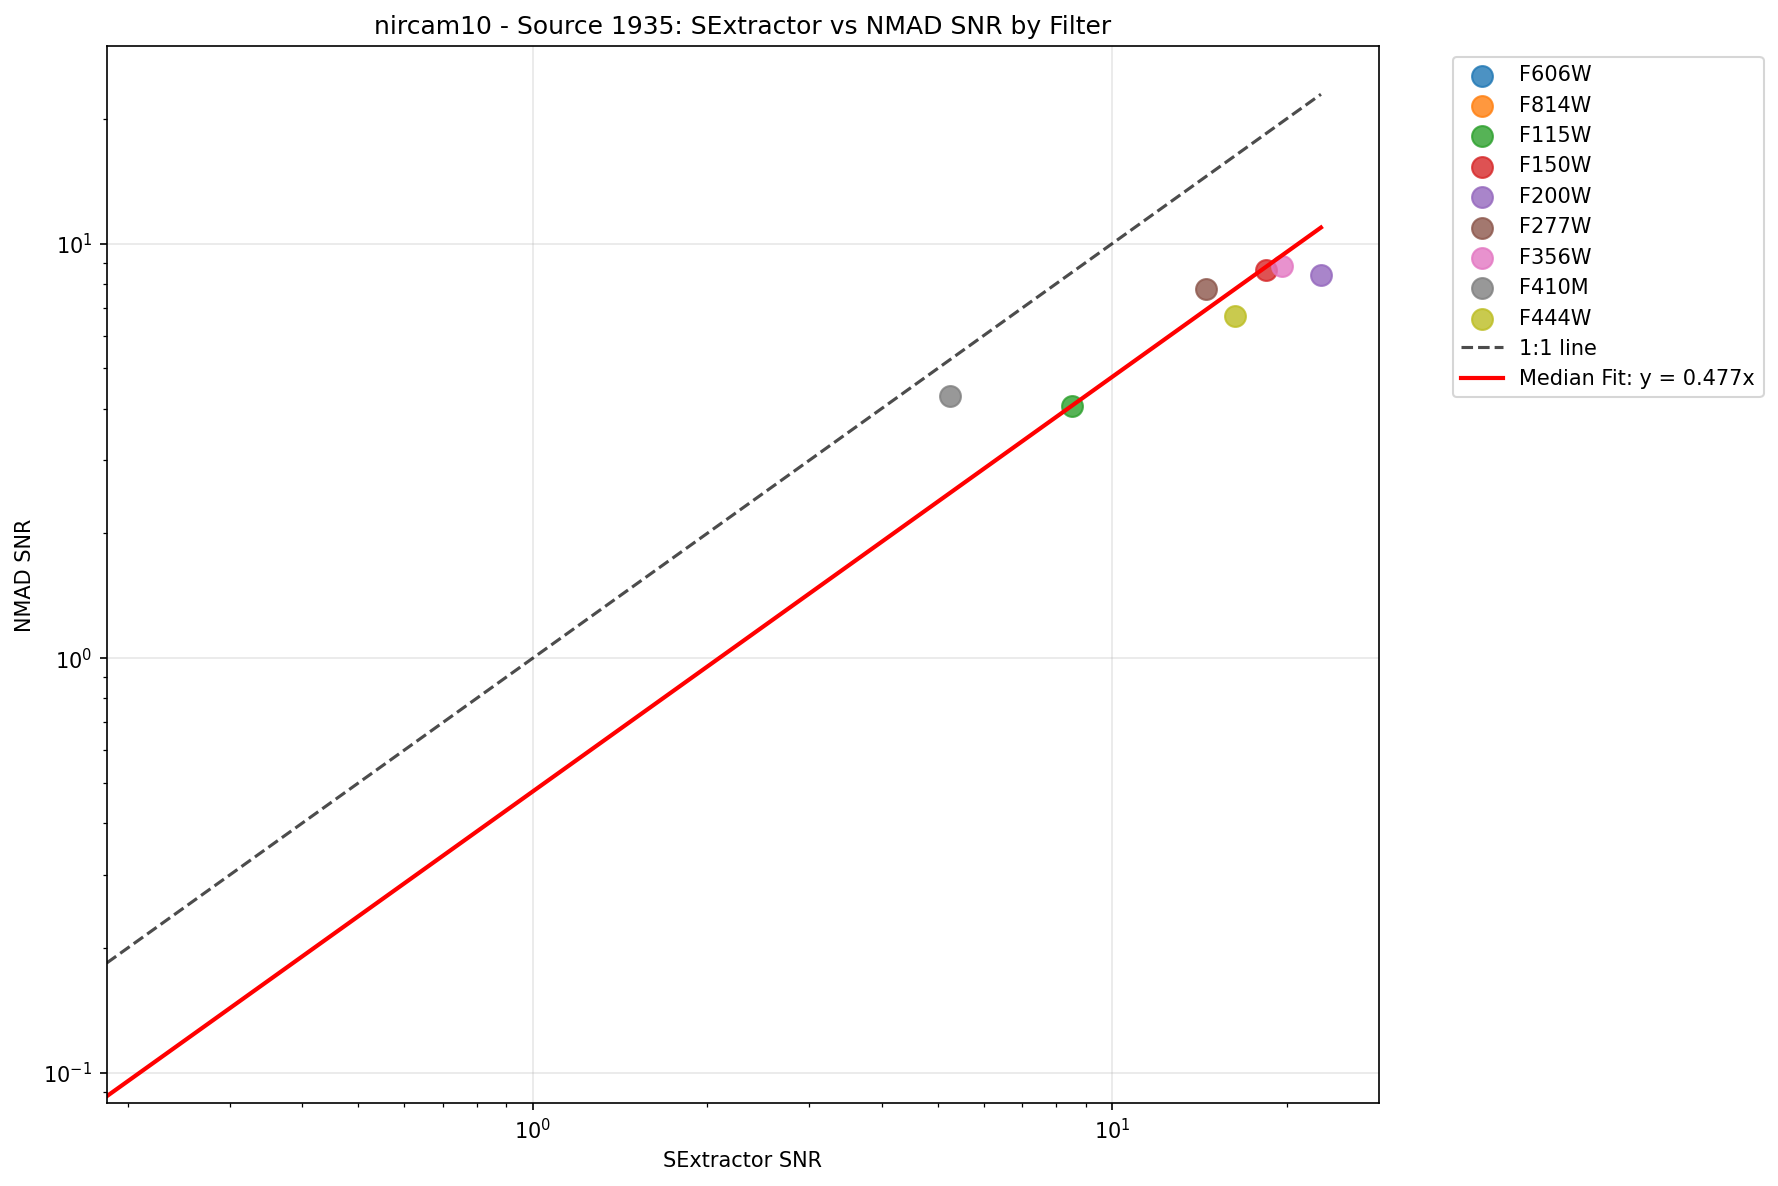 nircam10 - Source 1935: SExtractor vs NMAD SNR by Filter
F606W
F814W
F115W
F150W
F200W
F277W
F356W
F410M
F444W
1:1 line
Median Fit: y = 0.477x
NMAD SNR
10¹
10⁰
10⁻¹
10⁰
10¹
SExtractor SNR